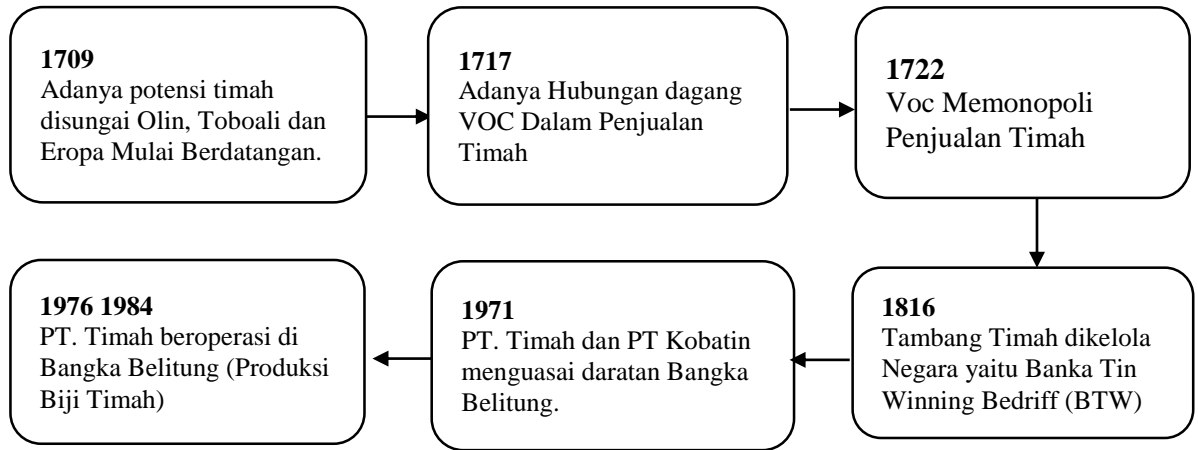 1709
Adanya potensi timah
disungai Olin, Toboali dan
Eropa Mulai Berdatangan.
1717
Adanya Hubungan dagang
VOC Dalam Penjualan
Timah
1722
Voc Memonopoli
Penjualan Timah
1816
Tambang Timah dikelola
Negara yaitu Banka Tin
Winning Bedriff (BTW)
1971
PT. Timah dan PT Kobatin
menguasai daratan Bangka
Belitung.
1976 1984
PT. Timah beroperasi di
Bangka Belitung (Produksi
Biji Timah)